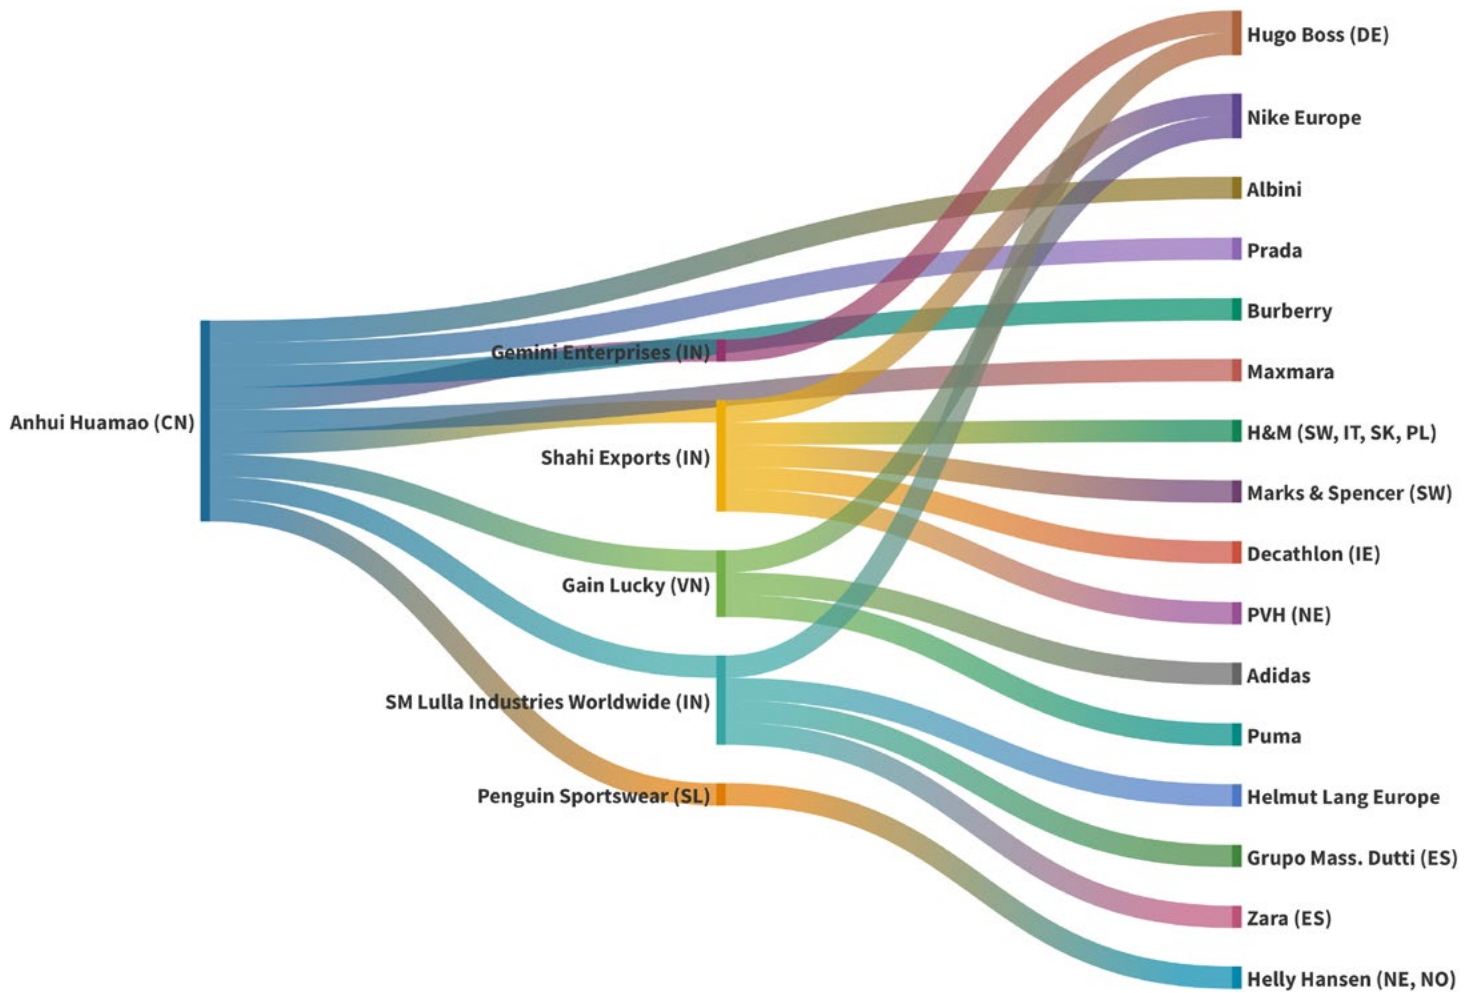 Anhui Huamao (CN)
Gemini Enterprises (IN)
Shahi Exports (IN)
Gain Lucky (VN)
SM Lulla Industries Worldwide (IN)
Penguin Sportswear (SL)
Hugo Boss (DE)
Nike Europe
Albini
Prada
Burberry
Maxmara
H&M (SW, IT, SK, PL)
Marks & Spencer (SW)
Decathlon (IE)
PVH (NE)
Adidas
Puma
Helmut Lang Europe
Grupo Mass. Dutti (ES)
Zara (ES)
Helly Hansen (NE, NO)